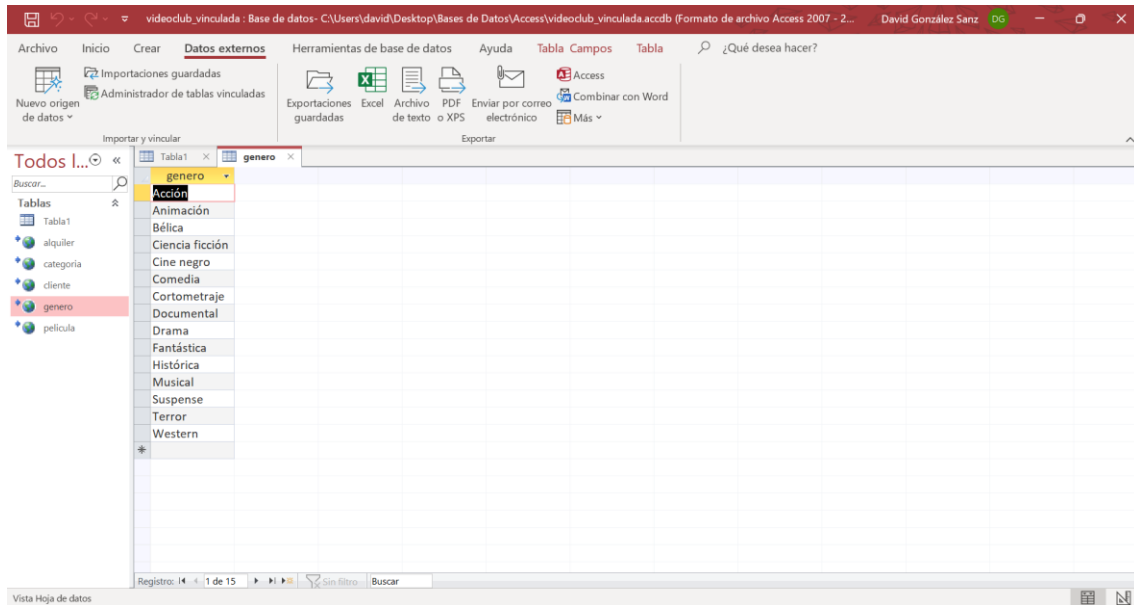 videoclub_vinculada : Base de datos- C:\Users\david\Desktop\Bases de Datos\Access\videoclub_vinculada.accdb (Formato de archivo Access 2007 - 2... David González Sanz DG
Archivo Inicio Crear Datos externos Herramientas de base de datos Ayuda Tabla Campos Tabla ¿Qué desea hacer?
Nuevo origen de datos
Importaciones guardadas
Administrador de tablas vinculadas
Importar y vincular
Exportaciones guardadas
Excel
Archivo de texto
PDF o XPS
Enviar por correo electrónico
Access
Combinar con Word
Más
Exportar
Todos l...
Buscar...
Tablas
Tabla1
alquiler
categoria
cliente
genero
pelicula
Tabla1 genero
genero
Acción
Animación
Bélica
Ciencia ficción
Cine negro
Comedia
Cortometraje
Documental
Drama
Fantástica
Histórica
Musical
Suspense
Terror
Western
Registro: 1 de 15 Sin filtro Buscar
Vista Hoja de datos